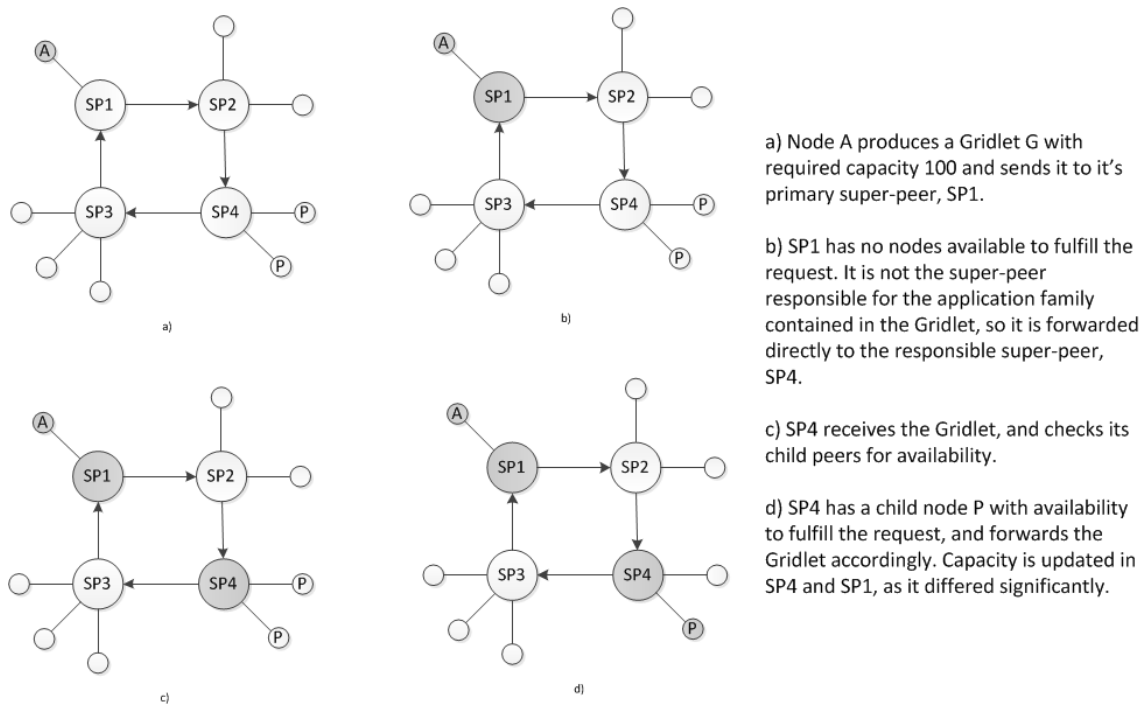 A
SP1
SP2
SP3
SP4
P
P
a)
A
SP1
SP2
SP3
SP4
P
P
b)
a) Node A produces a Gridlet G with
required capacity 100 and sends it to it's
primary super-peer, SP1.
b) SP1 has no nodes available to fulfill the
request. It is not the super-peer
responsible for the application family
contained in the Gridlet, so it is forwarded
directly to the responsible super-peer,
SP4.
A
SP1
SP2
SP3
SP4
P
P
c)
A
SP1
SP2
SP3
SP4
P
d)
c) SP4 receives the Gridlet, and checks its
child peers for availability.
d) SP4 has a child node P with availability
to fulfill the request, and forwards the
Gridlet accordingly. Capacity is updated in
SP4 and SP1, as it differed significantly.